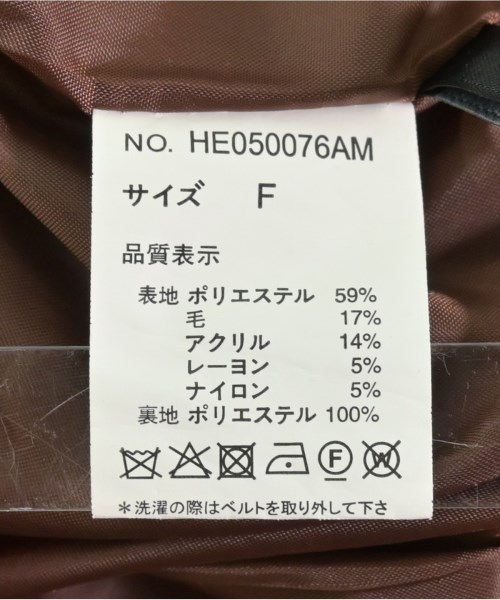 NO. HE050076AM
サイズ F
品質表示
表地 ポリエステル 59%
毛 17%
アクリル 14%
レーヨン 5%
ナイロン 5%
裏地 ポリエステル 100%
F W
*洗濯の際はベルトを取り外して下さ